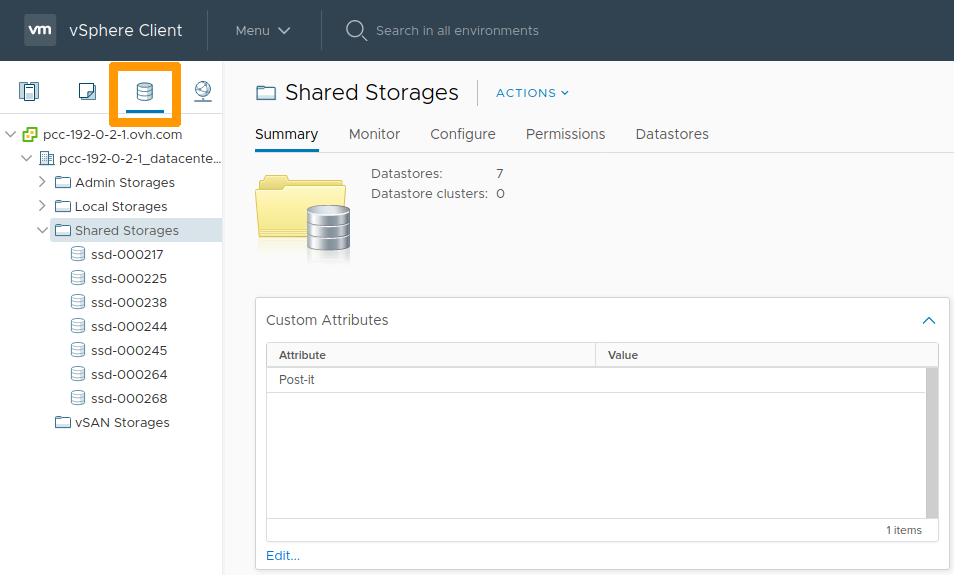 vm vSphere Client Menu Search in all environments
Shared Storages ACTIONS
pcc-192-0-2-1.ovh.com
pcc-192-0-2-1_datacente...
Admin Storages
Local Storages
Shared Storages
ssd-000217
ssd-000225
ssd-000238
ssd-000244
ssd-000245
ssd-000264
ssd-000268
vSAN Storages
Summary Monitor Configure Permissions Datastores
Datastores: 7
Datastore clusters: 0
Custom Attributes
Attribute Value
Post-it
1 items
Edit...